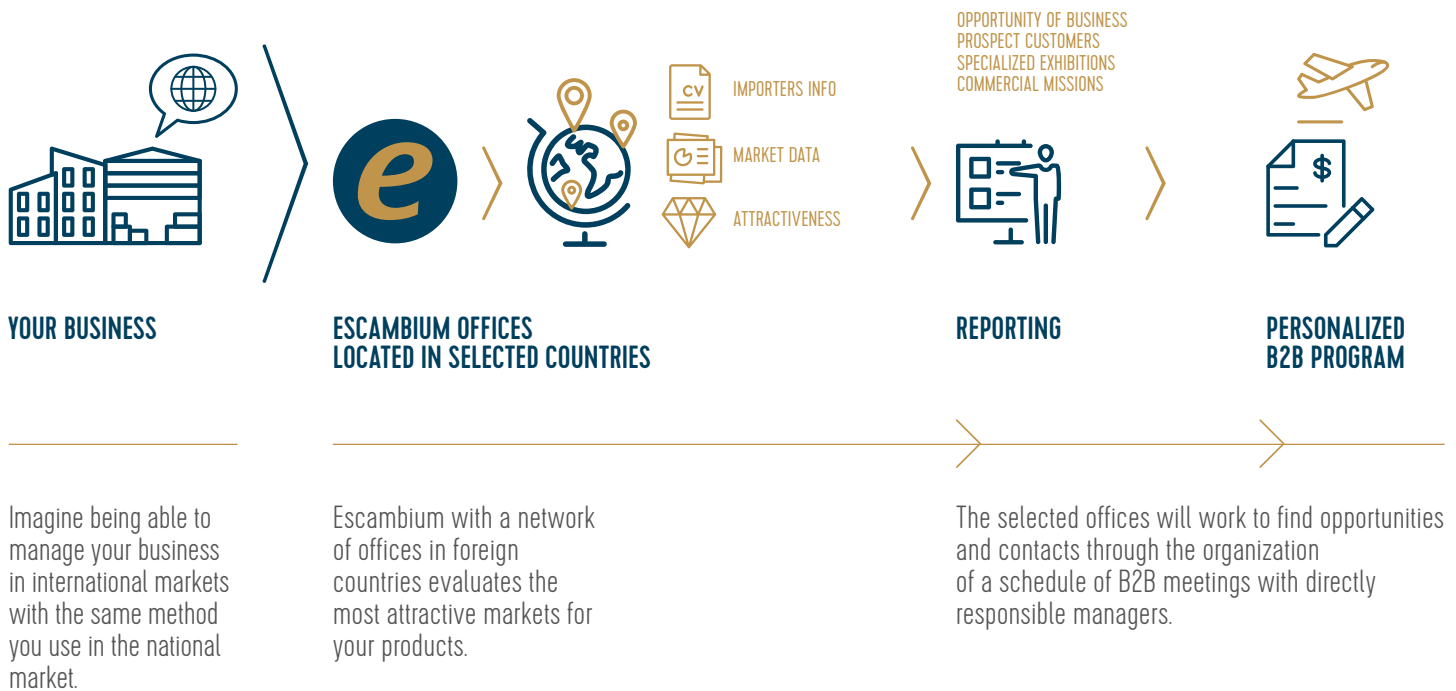 OPPORTUNITY OF BUSINESS
PROSPECT CUSTOMERS
SPECIALIZED EXHIBITIONS
COMMERCIAL MISSIONS
e
CV
IMPORTERS INFO
MARKET DATA
ATTRACTIVENESS
$
YOUR BUSINESS
ESCAMBIUM OFFICES
LOCATED IN SELECTED COUNTRIES
REPORTING
PERSONALIZED
B2B PROGRAM
Imagine being able to
manage your business
in international markets
with the same method
you use in the national
market.
Escambium with a network
of offices in foreign
countries evaluates the
most attractive markets for
your products.
The selected offices will work to find opportunities
and contacts through the organization
of a schedule of B2B meetings with directly
responsible managers.